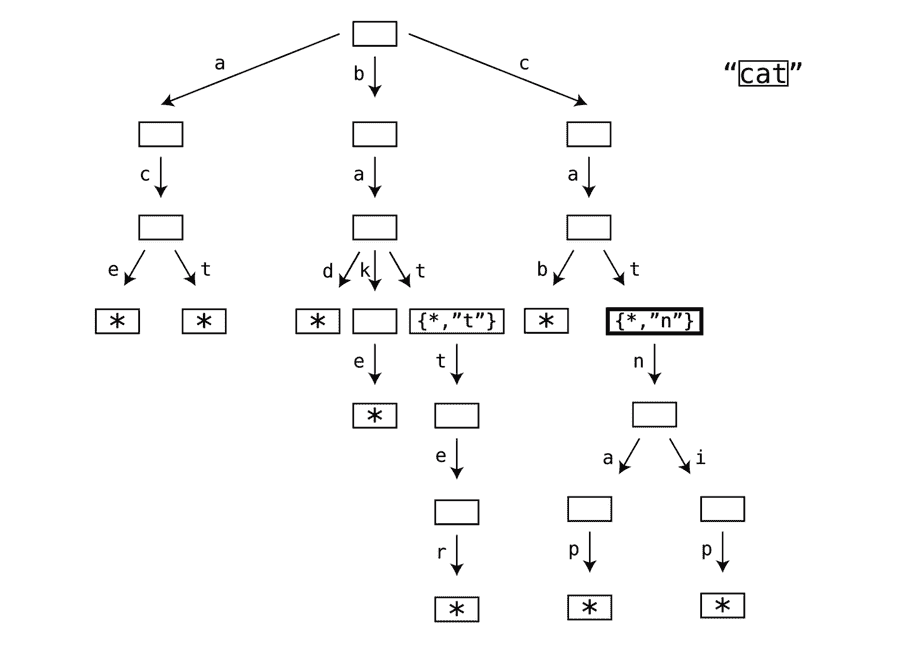 a b c “cat”
c a a
e t d k t b t
* * * {*,”t”} * {*,”n”}
e t n
*
e a i
r p p
* * *